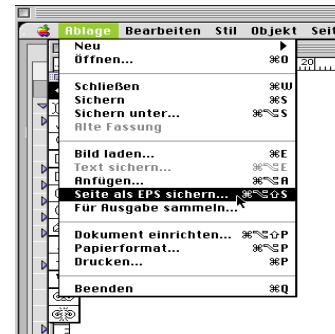 Ablage Bearbeiten Stil Objekt Seit
Neu
Öffnen... ⌘O
20
Schließen ⌘W
Sichern ⌘S
Sichern unter... ⌘⌥S
Alte Fassung
Bild laden... ⌘E
Text sichern... ⌘⌥E
Anfügen... ⌘⌥A
Seite als EPS sichern... ⌘⌥⇧S
Für Ausgabe sammeln...
Dokument einrichten... ⌘⌥⇧P
Papierformat... ⌘⌥P
Drucken... ⌘P
Beenden ⌘Q